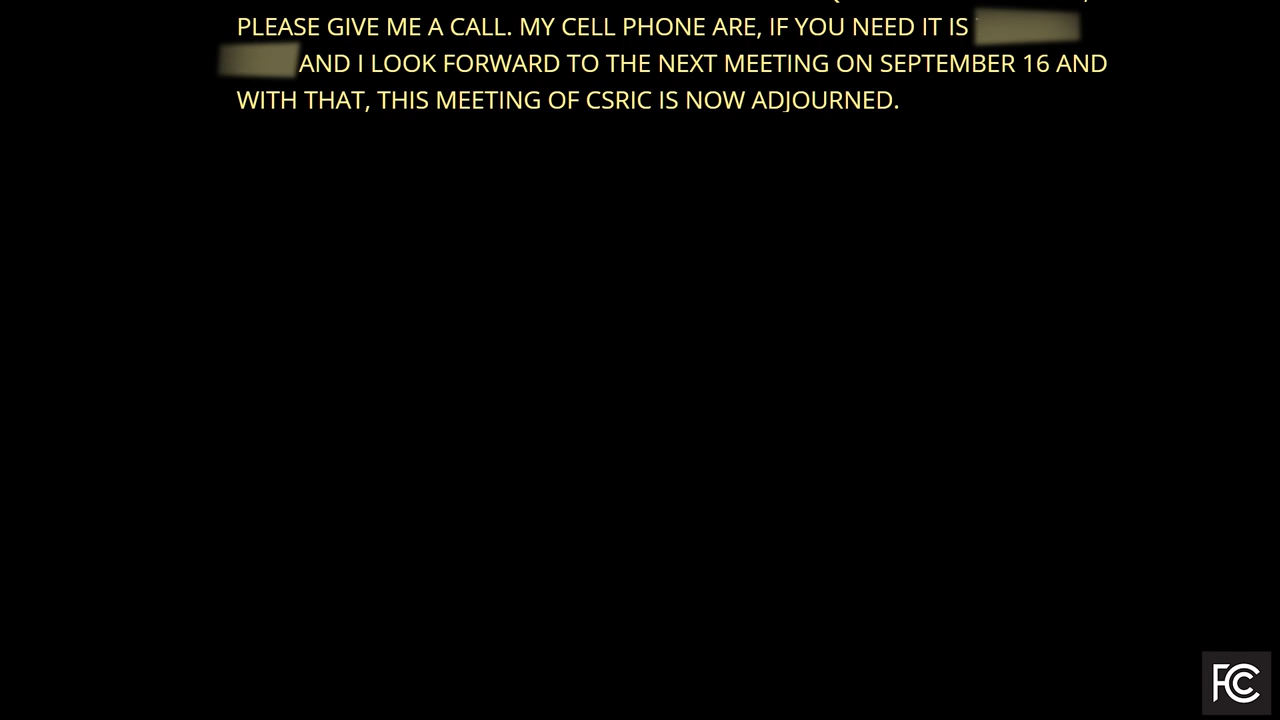 PLEASE GIVE ME A CALL. MY CELL PHONE ARE, IF YOU NEED IT IS
AND I LOOK FORWARD TO THE NEXT MEETING ON SEPTEMBER 16 AND
WITH THAT, THIS MEETING OF CSRIC IS NOW ADJOURNED.
FCC